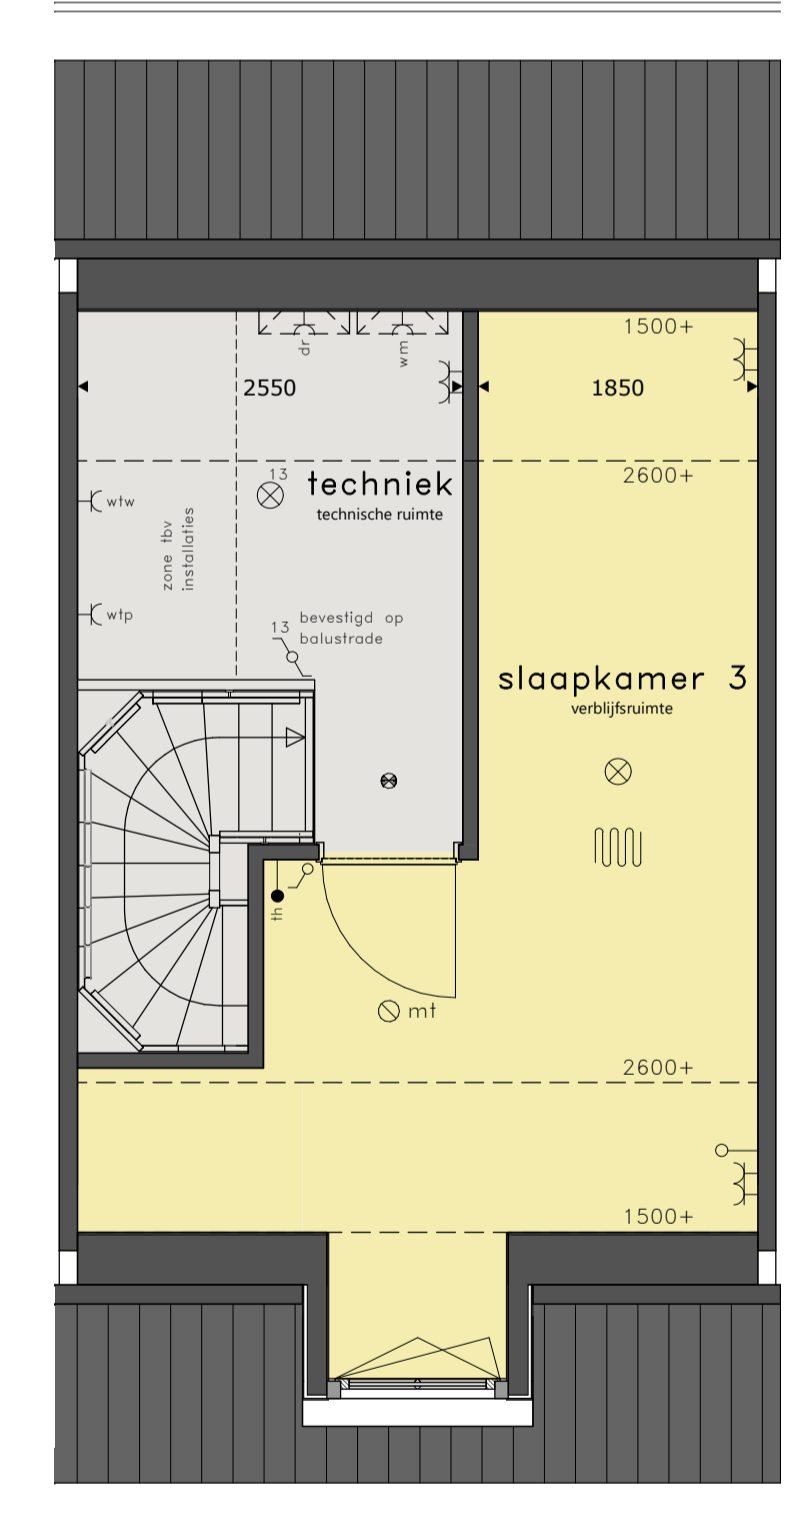 1500+
dr
wm
2550
1850
2600+
13
techniek
technische ruimte
wtw
zone tbv
installaties
wtp
13
bevestigd op
balustrade
slaapkamer 3
verblijfsruimte
th
mt
2600+
1500+